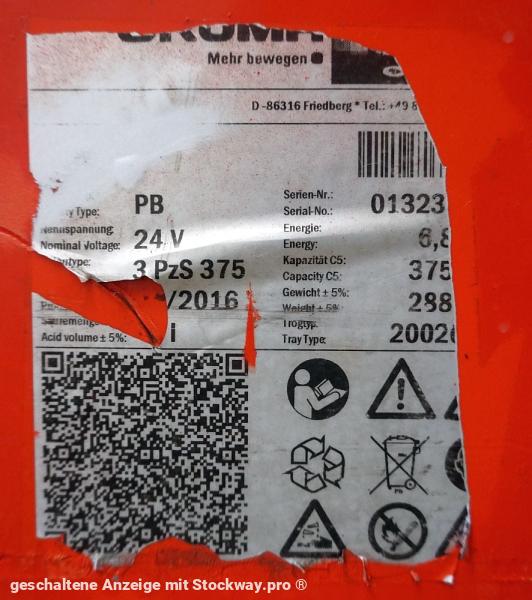 Mehr bewegen
D-86316 Friedberg * Tel.: +49 8
Type: PB
Nennspannung:
Nominal Voltage: 24 V
3 PzS 375
/2016
Acid volume ± 5%:
Serien-Nr.:
Serial-No.: 01323
Energie:
Energy: 6,8
Kapazität C5:
Capacity C5: 375
Gewicht ± 5%:
Weight ± 5% 288
Trogtyp:
Tray Type: 2002
geschaltene Anzeige mit Stockway.pro ®